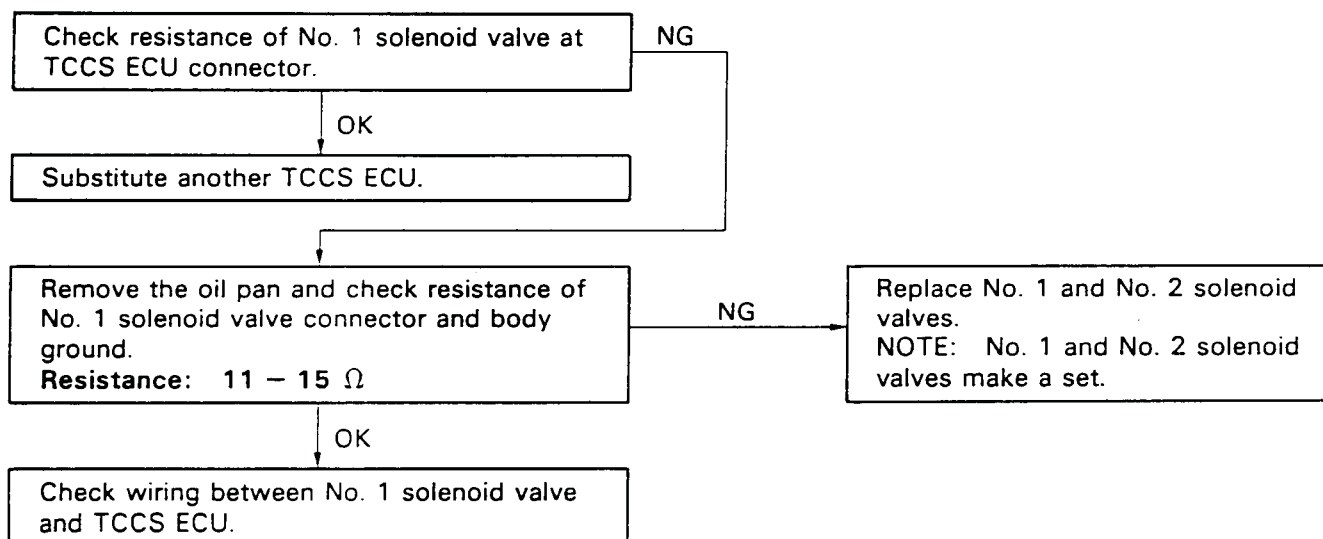 Check resistance of No. 1 solenoid valve at
TCCS ECU connector.
NG
OK
Substitute another TCCS ECU.
Remove the oil pan and check resistance of
No. 1 solenoid valve connector and body
ground.
Resistance: 11 – 15 Ω
NG
Replace No. 1 and No. 2 solenoid
valves.
NOTE: No. 1 and No. 2 solenoid
valves make a set.
OK
Check wiring between No. 1 solenoid valve
and TCCS ECU.